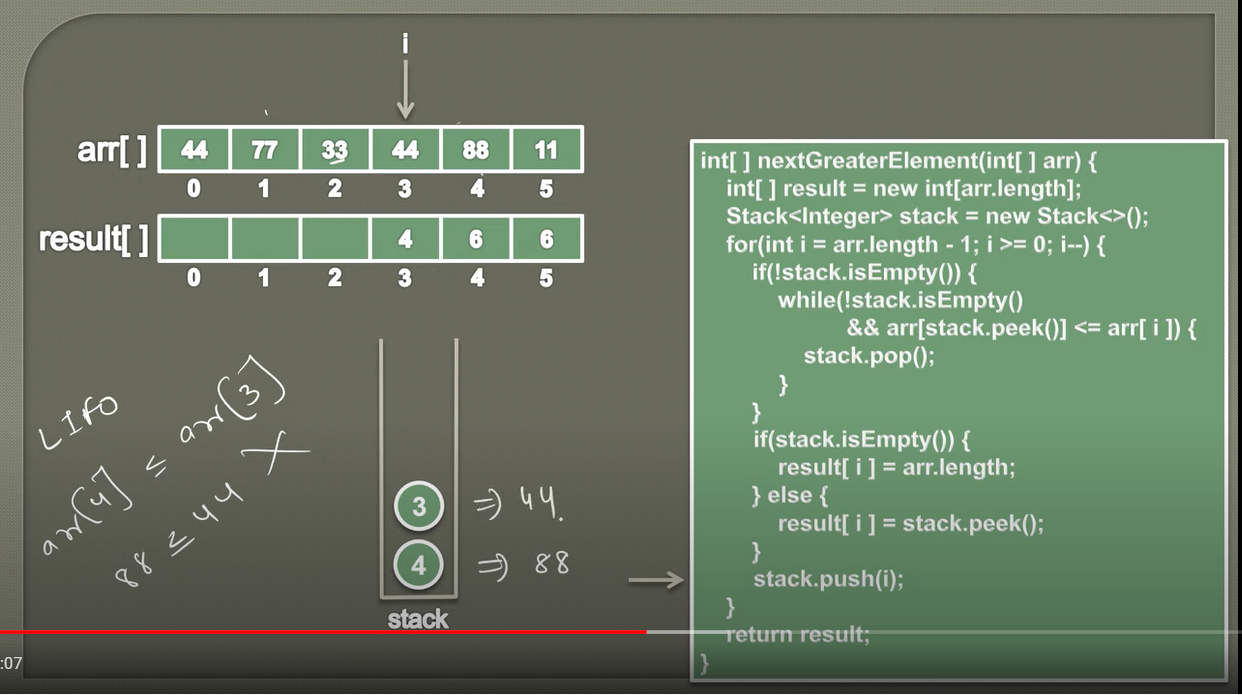 i
arr[ ] 44 77 33 44 88 11
0 1 2 3 4 5
result[ ] 4 6 6
0 1 2 3 4 5
LIFO
arr(4] ≤ arr(3]
88 ≤ 44 X
3 => 44.
4 => 88
stack
int[ ] nextGreaterElement(int[ ] arr) {
int[ ] result = new int[arr.length];
Stack<Integer> stack = new Stack<>();
for(int i = arr.length - 1; i >= 0; i--) {
if(!stack.isEmpty()) {
while(!stack.isEmpty()
&& arr[stack.peek()] <= arr[ i ]) {
stack.pop();
}
}
if(stack.isEmpty()) {
result[ i ] = arr.length;
} else {
result[ i ] = stack.peek();
}
stack.push(i);
}
return result;
}
:07